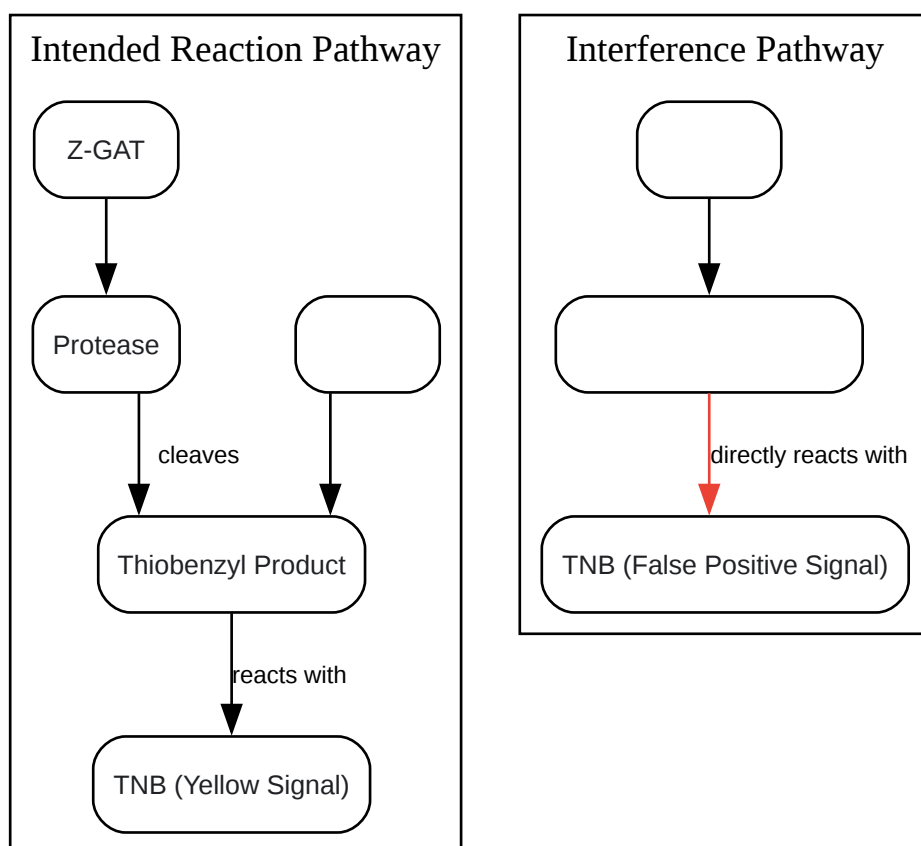 Intended Reaction Pathway
Z-GAT
Protease
cleaves
Thiobenzyl Product
reacts with
TNB (Yellow Signal)
Interference Pathway
directly reacts with
TNB (False Positive Signal)